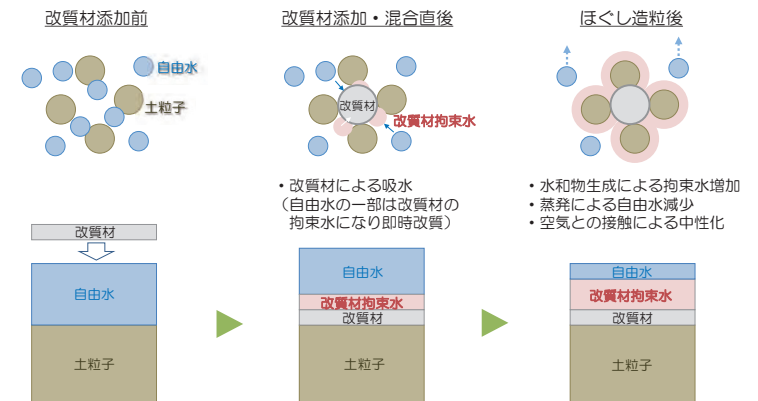 改質材添加前
自由水
土粒子
改質材
自由水
土粒子
改質材添加・混合直後
改質材
改質材拘束水
・改質材による吸水
（自由水の一部は改質材の
拘束水になり即時改質）
自由水
改質材拘束水
改質材
土粒子
ほぐし造粒後
・水和物生成による拘束水増加
・蒸発による自由水減少
・空気との接触による中性化
自由水
改質材拘束水
改質材
土粒子